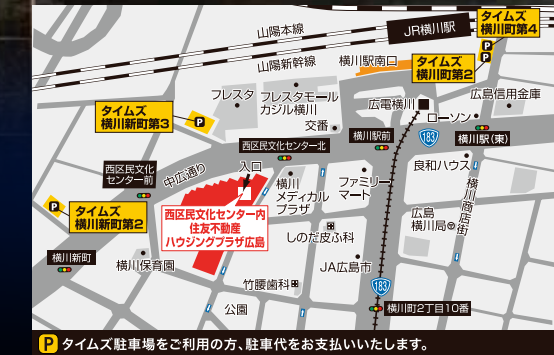 タイムズ
横川町第4
JR横川駅
山陽本線
山陽新幹線
横川駅南口
タイムズ
横川町第2
フレスタ
フレスタモール
カジル横川
広電横川
広島信用金庫
ローソン
タイムズ
横川新町第3
交番
横川駅前
183
横川駅(東)
西区民文化センター北
中広通り
入口
良和ハウス
西区民文化
センター前
横川
メディカル
プラザ
ファミリー
マート
横川商店街
タイムズ
横川新町第2
西区民文化センター内
住友不動産
ハウジングプラザ広島
広島
横川局
しのだ皮ふ科
横川新町
横川保育園
JA広島市
竹腰歯科
183
公園
横川町2丁目10番
P タイムズ駐車場をご利用の方、駐車代をお支払いいたします。